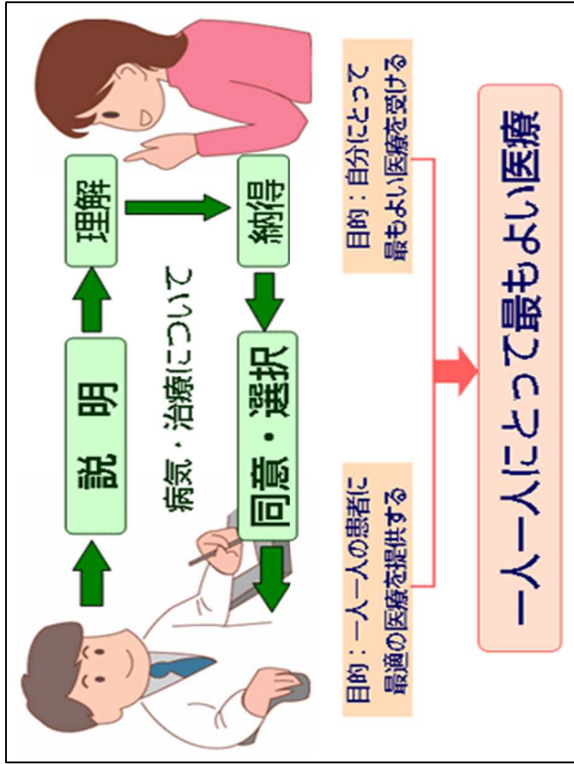 説 明
理解
病気・治療について
納得
同意・選択
目的：一人一人の患者に
最適の医療を提供する
目的：自分にとって
最もよい医療を受ける
一人一人にとって最もよい医療